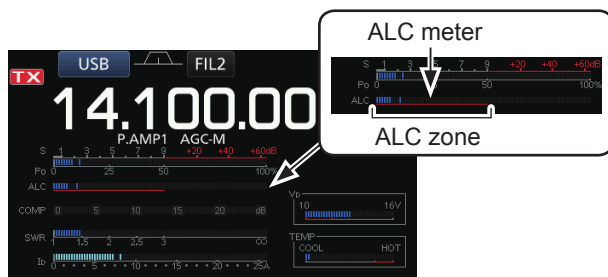 ALC meter
S 1 3 5 7 9 +20 +40 +60dB
Po 0 50 100%
ALC
ALC zone
TX USB FIL2
14.100.00
P.AMP1 AGC-M
S 1 3 5 7 9 +20 +40 +60dB
Po 0 25 50 100%
ALC
COMP 0 5 10 15 20 dB
SWR 1 1.5 2 2.5 3 ∞
ID 0 5 10 15 20 25A
VD
10 16V
TEMP
COOL HOT